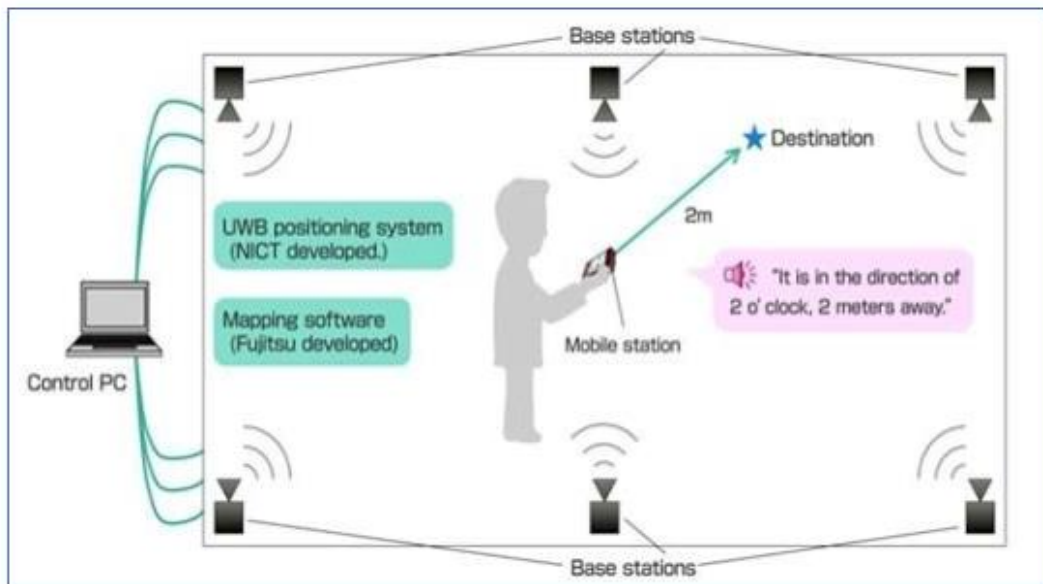 Base stations
Destination
2m
UWB positioning system
(NICT developed.)
"It is in the direction of
2 o' clock, 2 meters away."
Mapping software
(Fujitsu developed)
Mobile station
Control PC
Base stations